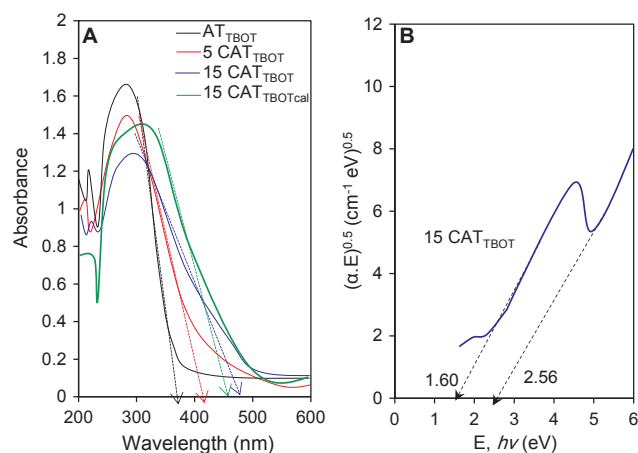 A
AT_TBOT
5 CAT_TBOT
15 CAT_TBOT
15 CAT_TBOTcal
Absorbance
2
1.8
1.6
1.4
1.2
1
0.8
0.6
0.4
0.2
0
200 300 400 500 600
Wavelength (nm)
B
(α.E)^0.5 (cm^-1 eV)^0.5
12
10
8
6
4
2
0
15 CAT_TBOT
1.60
2.56
0 1 2 3 4 5 6
E, hv (eV)